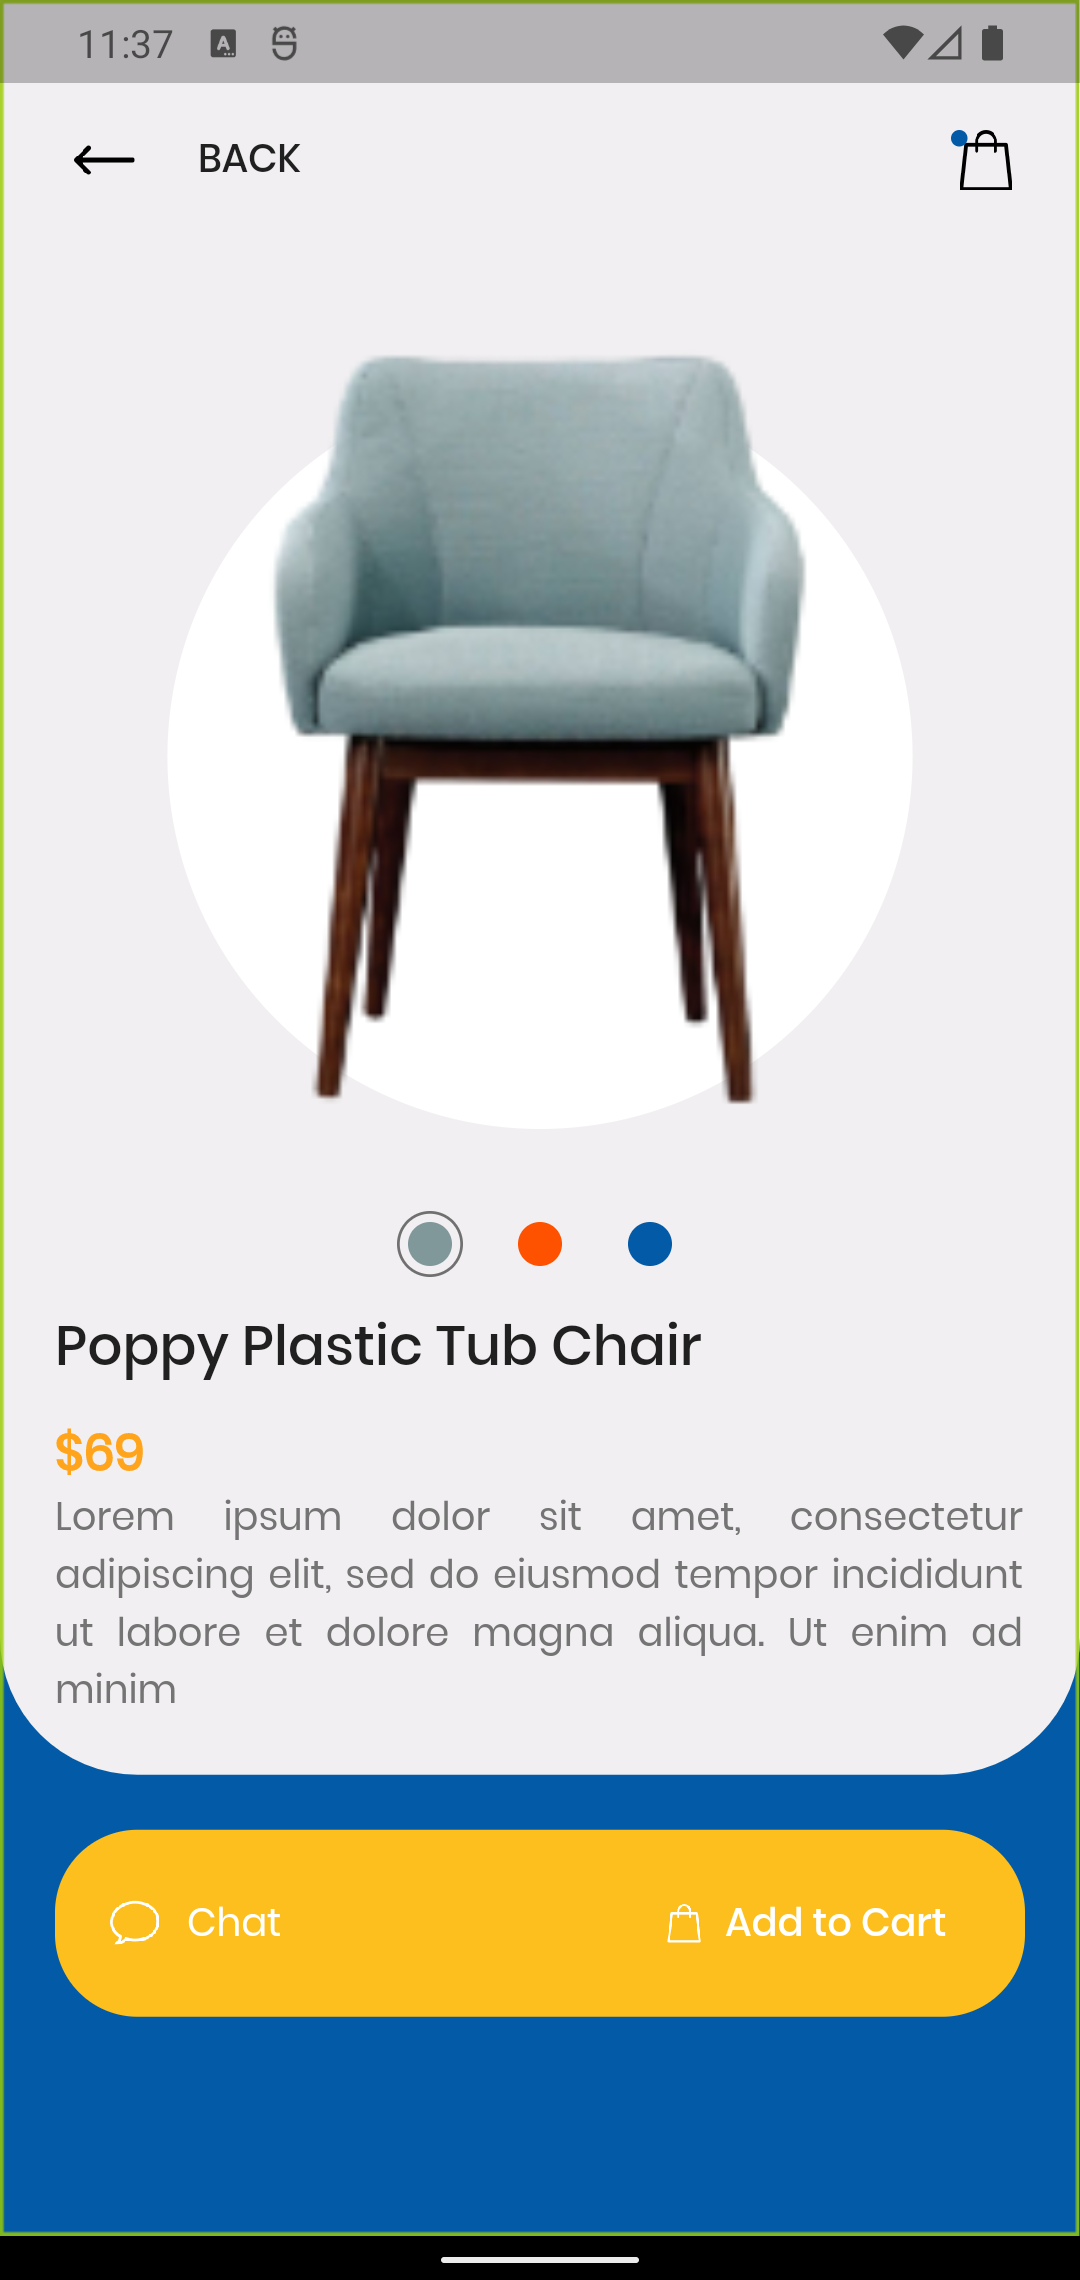 11:37
BACK
Poppy Plastic Tub Chair
$69
Lorem ipsum dolor sit amet, consectetur
adipiscing elit, sed do eiusmod tempor incididunt
ut labore et dolore magna aliqua. Ut enim ad
minim
Chat
Add to Cart